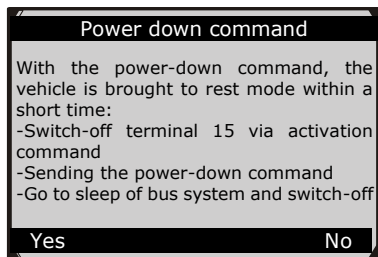 Power down command
With the power-down command, the
vehicle is brought to rest mode within a
short time:
-Switch-off terminal 15 via activation
command
-Sending the power-down command
-Go to sleep of bus system and switch-off
Yes No